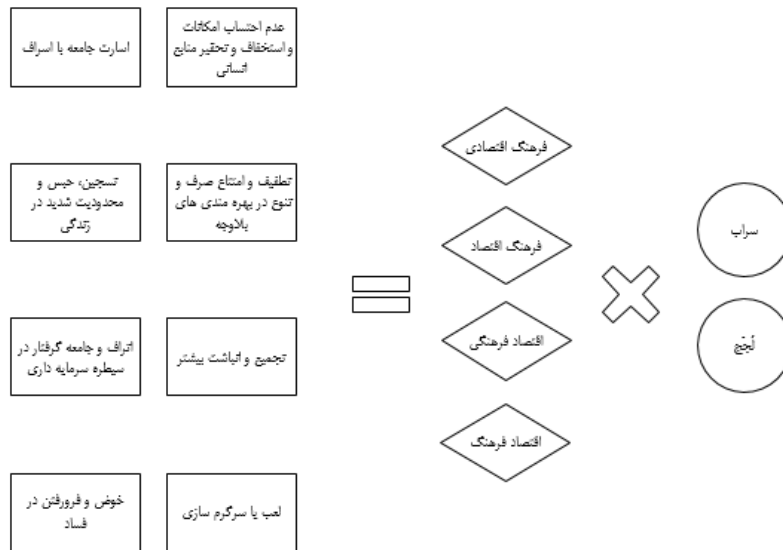 سراب
لُجّج
فرهنگ اقتصادی
فرهنگ اقتصاد
اقتصاد فرهنگی
اقتصاد فرهنگ
عدم احتساب امکانات
و استخفاف و تحقیر منابع
انسانی
اسارت جامعه با اسراف
تطفیف و امتناع صرف و
تنوع در بهره مندی های
بلاوجه
تسجین، حبس و
محدودیت شدید در
زندگی
تجمیع و انباشت بیشتر
اتراف و جامعه گرفتار در
سیطره سرمایه داری
لعب یا سرگرم سازی
خوض و فرورفتن در
فساد